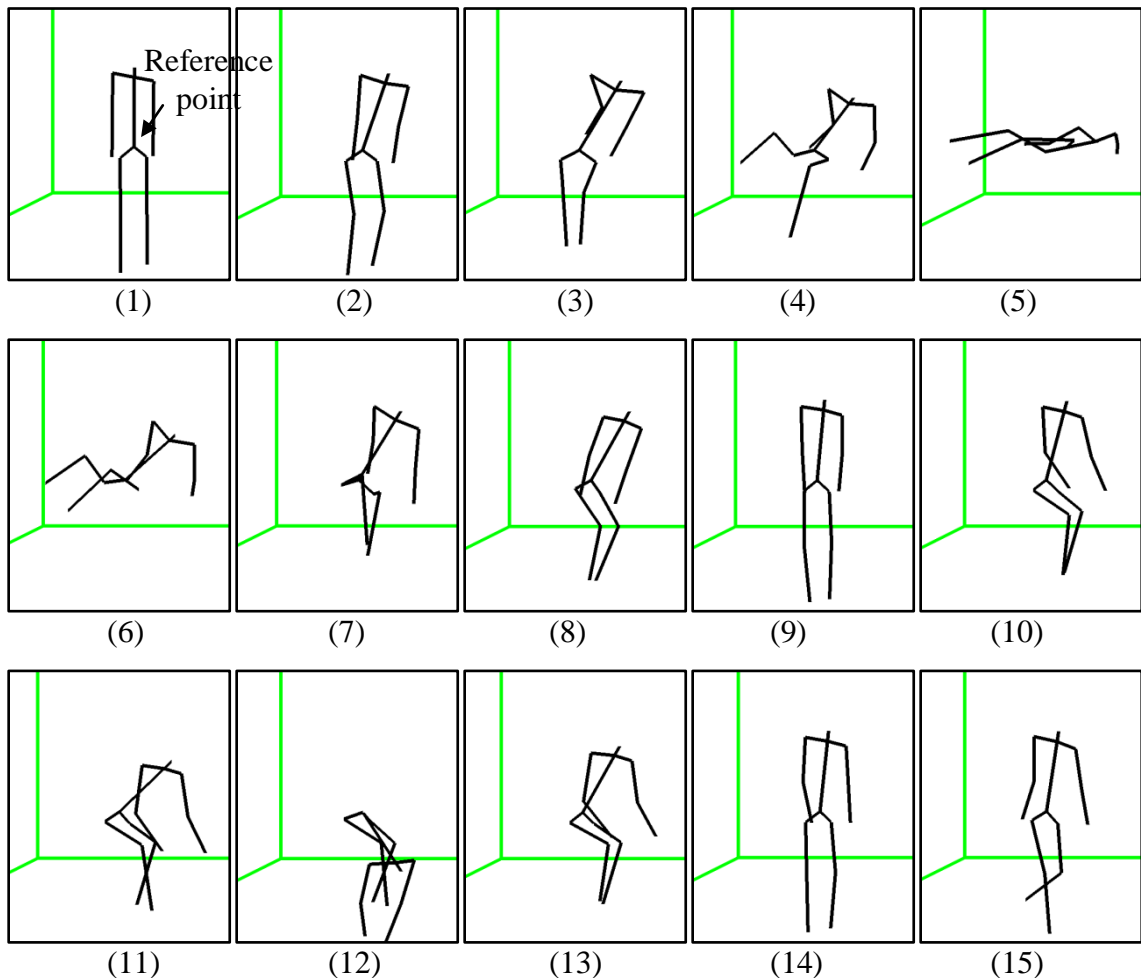 Reference
point
(1) (2) (3) (4) (5)
(6) (7) (8) (9) (10)
(11) (12) (13) (14) (15)